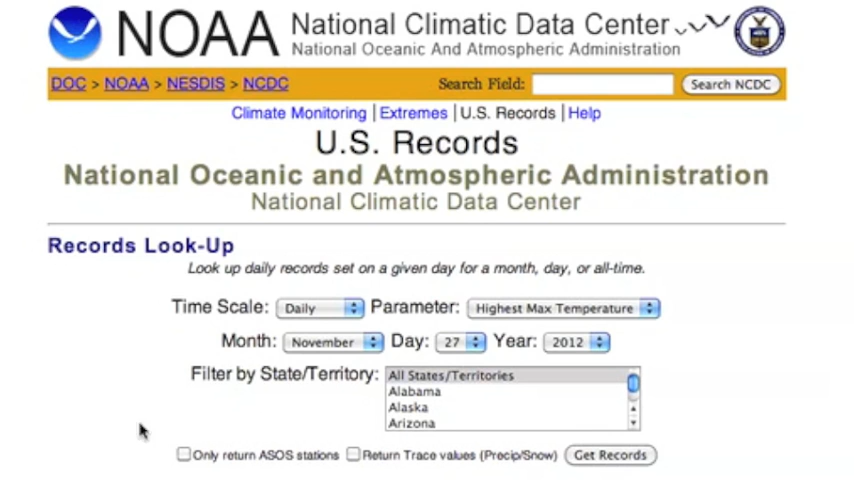 NOAA National Climatic Data Center
National Oceanic And Atmospheric Administration
DOC > NOAA > NESDIS > NCDC Search Field: Search NCDC
Climate Monitoring | Extremes | U.S. Records | Help
U.S. Records
National Oceanic and Atmospheric Administration
National Climatic Data Center
Records Look-Up
Look up daily records set on a given day for a month, day, or all-time.
Time Scale: Daily Parameter: Highest Max Temperature
Month: November Day: 27 Year: 2012
Filter by State/Territory: All States/Territories
Alabama
Alaska
Arizona
Only return ASOS stations Return Trace values (Precip/Snow) Get Records